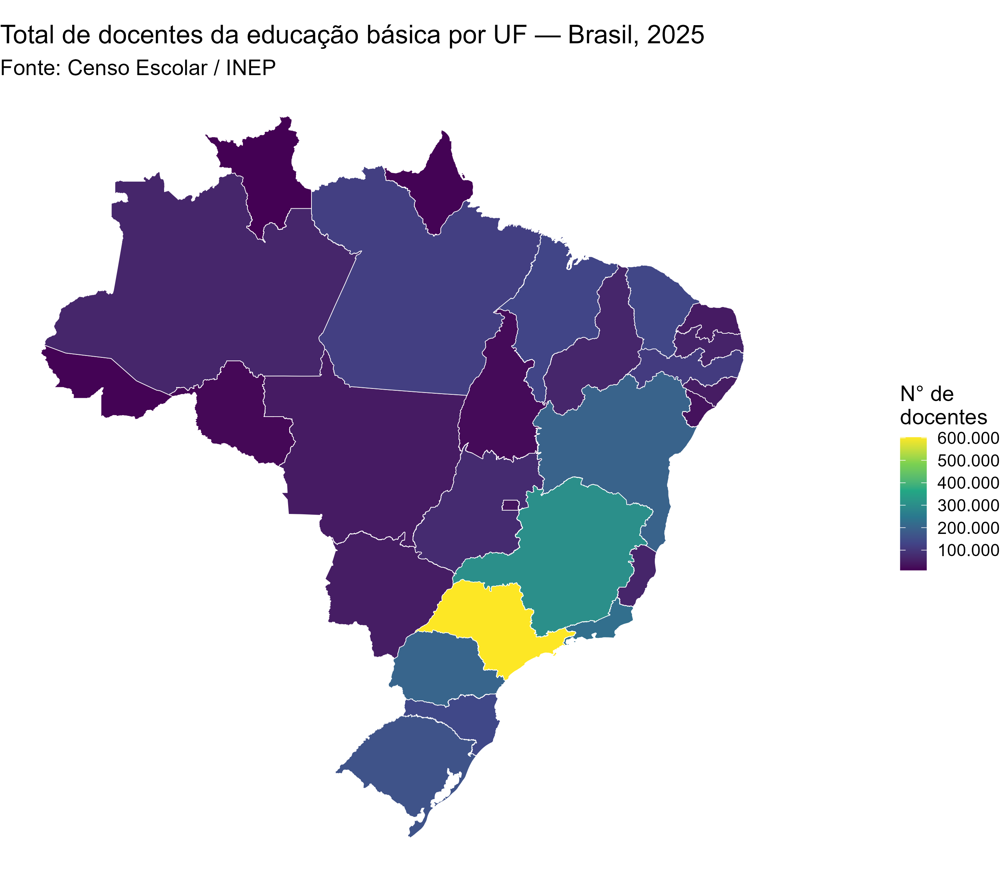 Total de docentes da educação básica por UF — Brasil, 2025
Fonte: Censo Escolar / INEP
N° de
docentes
600.000
500.000
400.000
300.000
200.000
100.000